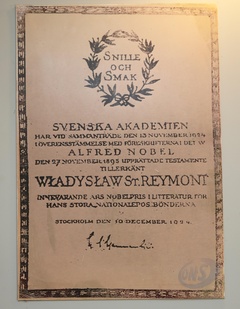 SNILLE
OCH
SMAK
SVENSKA AKADEMIEN
HAR VID SAMMANTRÄDE DEN 13 NOVEMBER 1924
I ÖVERENSSTÄMMELSE MED FÖRESKRIFTERNA I DET AV
ALFRED NOBEL
DEN 27 NOVEMBER 1895 UPPRÄTTADE TESTAMENTE
TILLERKÄNT
WŁADYSŁAW ST. REYMONT
INNEVARANDE ÅRS NOBELPRIS I LITTERATUR FÖR
HANS STORA NATIONALEPOS, BÖNDERNA
STOCKHOLM DEN 10 DECEMBER 1924